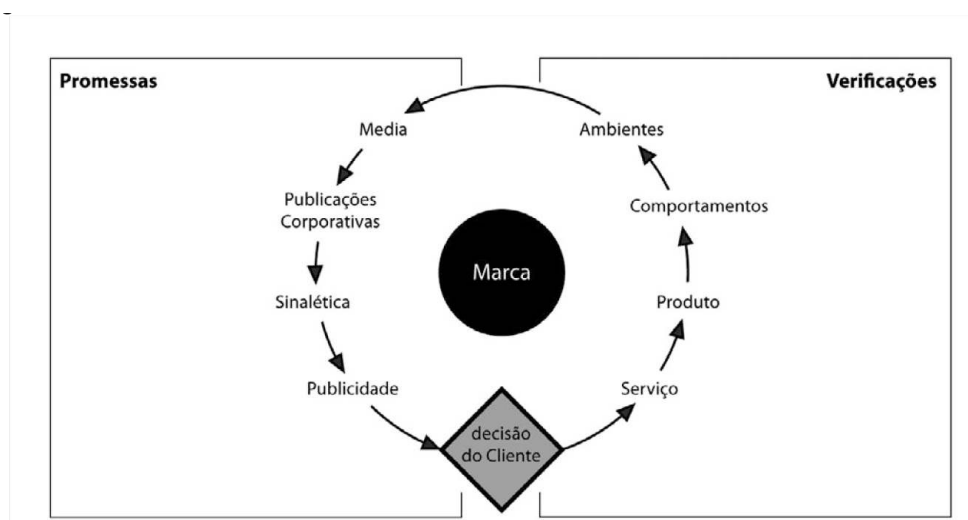 Promessas
Verificações
Media
Ambientes
Publicações
Corporativas
Comportamentos
Marca
Sinalética
Produto
Publicidade
Serviço
decisão
do Cliente